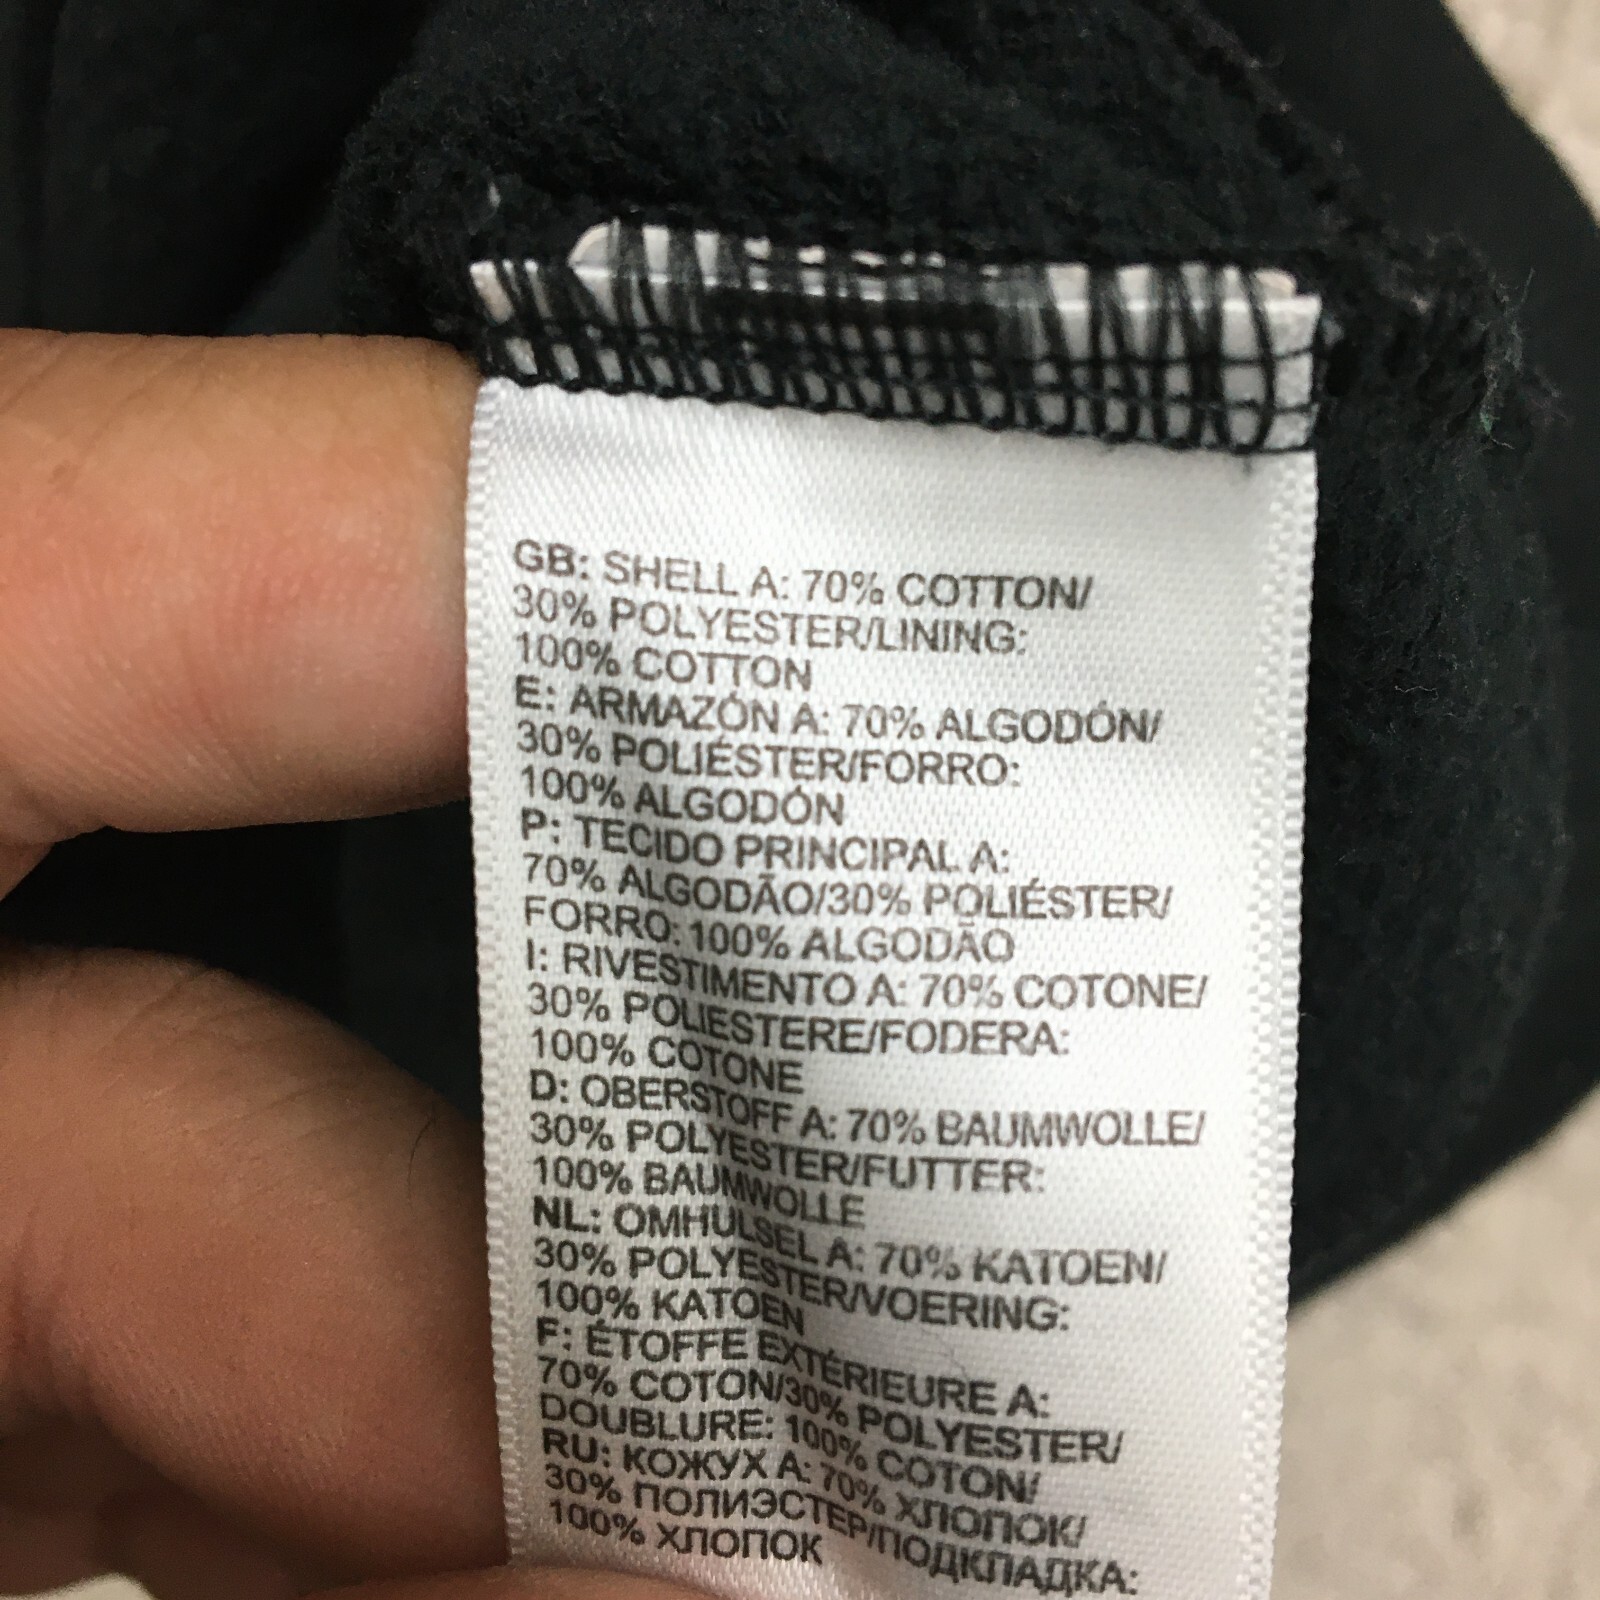 GB: SHELL A: 70% COTTON/
30% POLYESTER/LINING:
100% COTTON
E: ARMAZÓN A: 70% ALGODÓN/
30% POLIÉSTER/FORRO:
100% ALGODÓN
P: TECIDO PRINCIPAL A:
70% ALGODÃO/30% POLIÉSTER/
FORRO: 100% ALGODÃO
I: RIVESTIMENTO A: 70% COTONE/
30% POLIESTERE/FODERA:
100% COTONE
D: OBERSTOFF A: 70% BAUMWOLLE/
30% POLYESTER/FUTTER:
100% BAUMWOLLE
NL: OMHULSEL A: 70% KATOEN/
30% POLYESTER/VOERING:
100% KATOEN
F: ÉTOFFE EXTÉRIEURE A:
70% COTON/30% POLYESTER/
DOUBLURE: 100% COTON/
RU: КОЖУХ A: 70% ХЛОПОК/
30% ПОЛИЭСТЕР/ПОДКЛАДКА:
100% ХЛОПОК